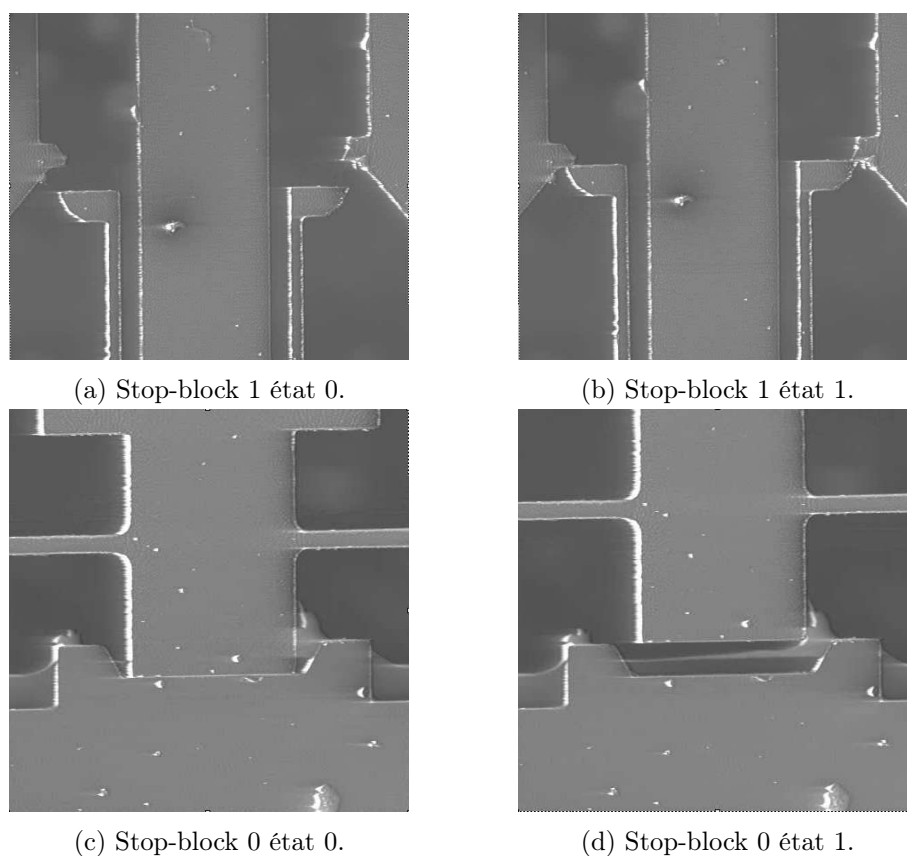 (a) Stop-block 1 état 0.
(b) Stop-block 1 état 1.
(c) Stop-block 0 état 0.
(d) Stop-block 0 état 1.